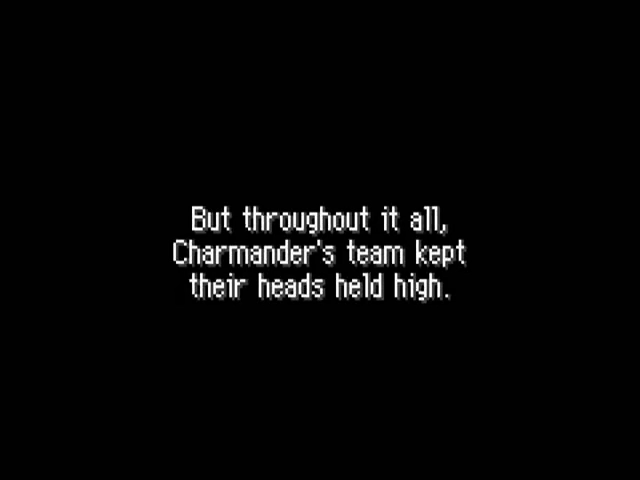 But throughout it all,
Charmander's team kept
their heads held high.